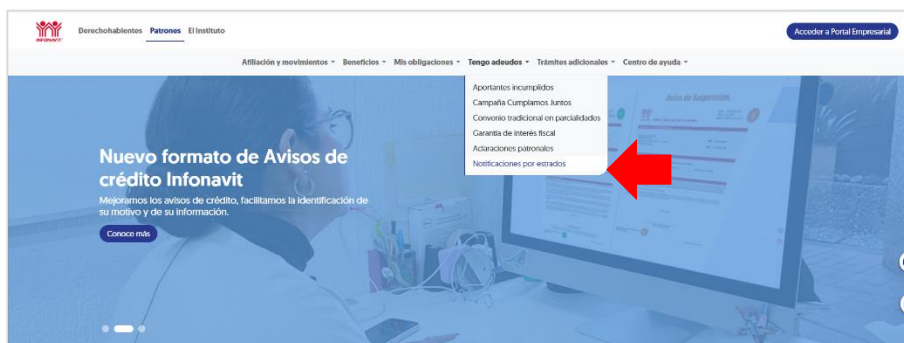 INFONAVIT
Derechohabientes Patrones El Instituto
Acceder a Portal Empresarial
Afiliación y movimientos Beneficios Mis obligaciones Tengo adeudos Trámites adicionales Centro de ayuda
Aportantes incumplidos
Campaña Cumplamos Juntos
Convenio tradicional en parcialidades
Garantía de interés fiscal
Aclaraciones patronales
Notificaciones por estrados
Aviso de Suspensión.
Nuevo formato de Avisos de
crédito Infonavit
Mejoramos los avisos de crédito, facilitamos la identificación de
su motivo y de su información.
Conoce más